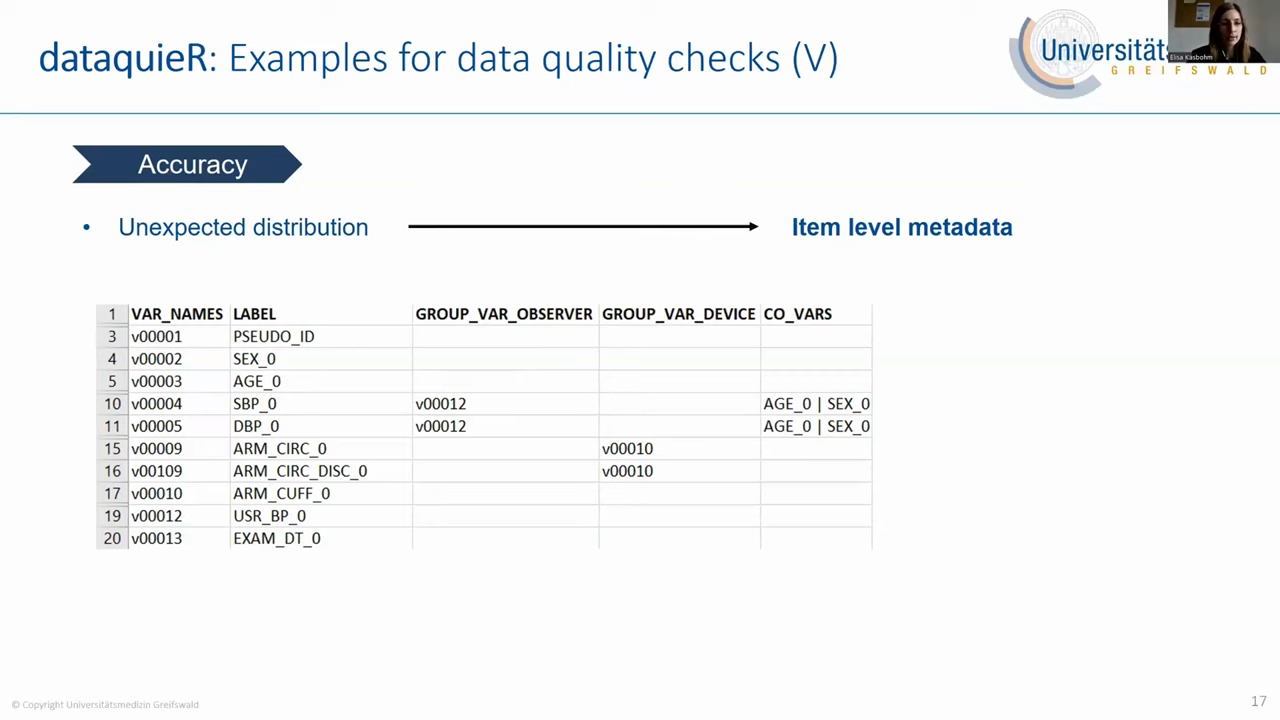 dataquieR: Examples for data quality checks (V)
Universitäts
GREIFSWALD
Elisa Kasbohm
Accuracy
• Unexpected distribution
Item level metadata
1 VAR_NAMES LABEL GROUP_VAR_OBSERVER GROUP_VAR_DEVICE CO_VARS
3 v00001 PSEUDO_ID
4 v00002 SEX_0
5 v00003 AGE_0
10 v00004 SBP_0 v00012 AGE_0 | SEX_0
11 v00005 DBP_0 v00012 AGE_0 | SEX_0
15 v00009 ARM_CIRC_0 v00010
16 v00109 ARM_CIRC_DISC_0 v00010
17 v00010 ARM_CUFF_0
19 v00012 USR_BP_0
20 v00013 EXAM_DT_0
© Copyright Universitätsmedizin Greifswald
17